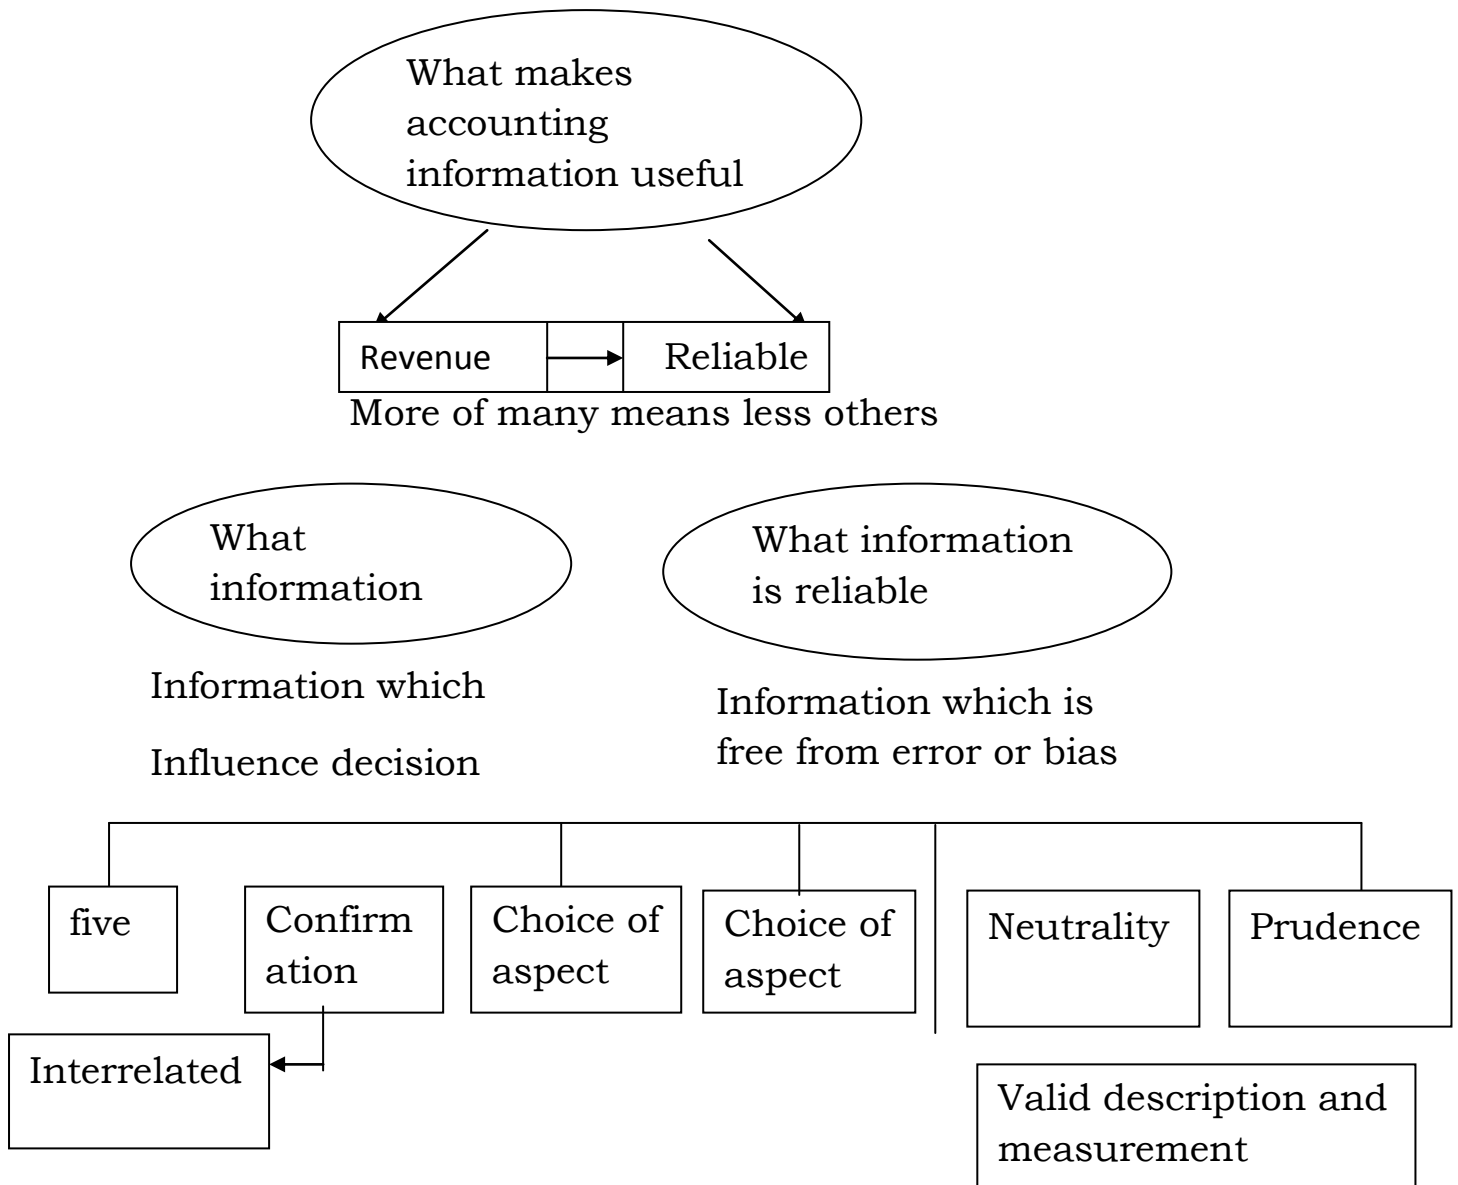 What makes
accounting
information useful
Revenue
Reliable
More of many means less others
What
information
What information
is reliable
Information which
Influence decision
Information which is
free from error or bias
five
Confirm
ation
Choice of
aspect
Choice of
aspect
Neutrality
Prudence
Interrelated
Valid description and
measurement